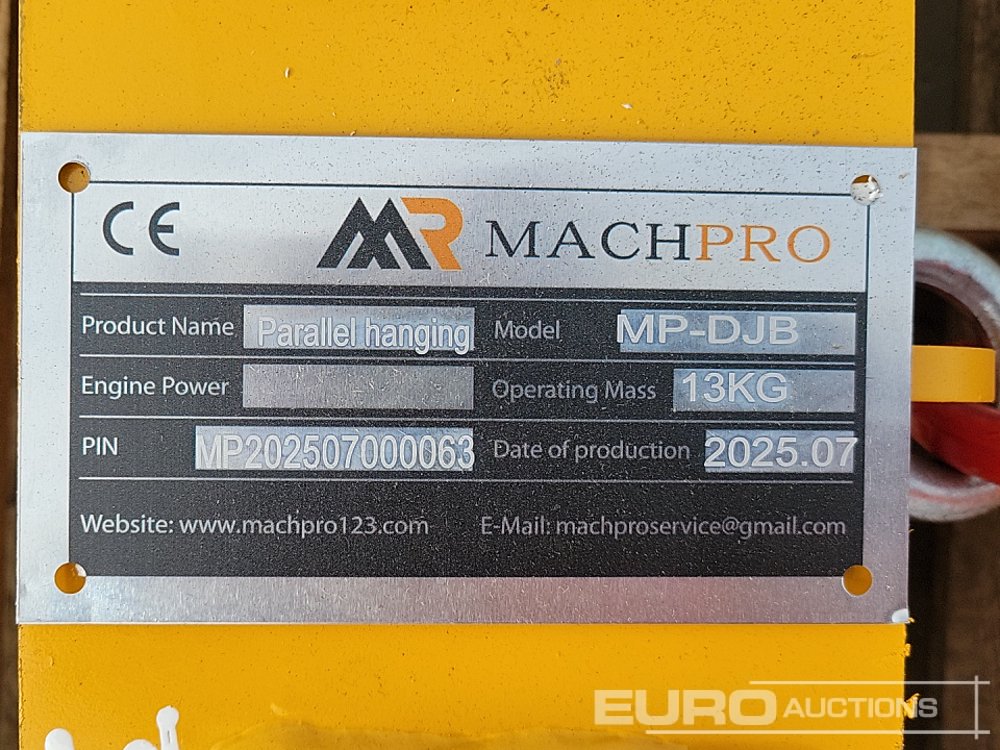 CE MR MACHPRO
Product Name Parallel hanging Model MP-DJB
Engine Power Operating Mass 13KG
PIN MP202507000063 Date of production 2025.07
Website: www.machpro123.com E-Mail: machproservice@gmail.com
EURO AUCTIONS